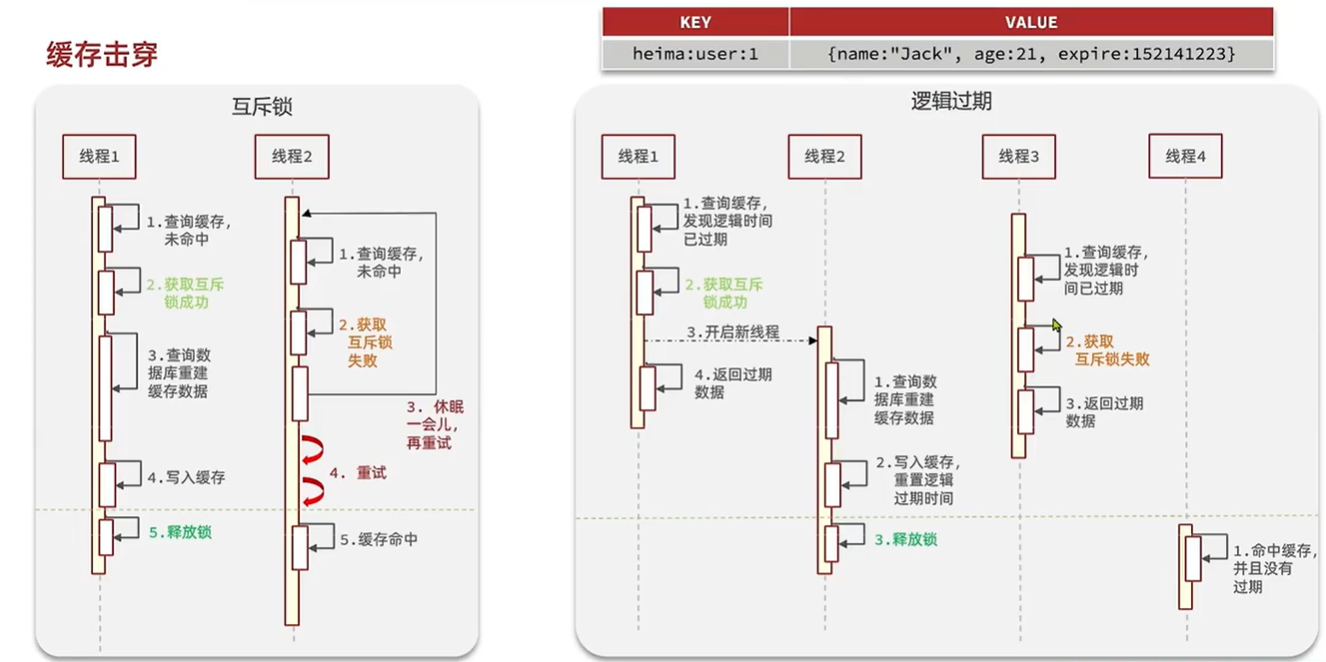 缓存击穿
KEY
VALUE
heima:user:1
{name:"Jack", age:21, expire:152141223}
互斥锁
线程1
线程2
1.查询缓存,
未命中
2.获取互斥
锁成功
3.查询数
据库重建
缓存数据
4.写入缓存
5.释放锁
1.查询缓存,
未命中
2.获取
互斥锁
失败
3. 休眠
一会儿,
再重试
4. 重试
5.缓存命中
逻辑过期
线程1
线程2
线程3
线程4
1.查询缓存,
发现逻辑时间
已过期
2.获取互斥
锁成功
3.开启新线程
4.返回过期
数据
1.查询数
据库重建
缓存数据
2.写入缓存,
重置逻辑
过期时间
3.释放锁
1.查询缓存,
发现逻辑时
间已过期
2.获取
互斥锁失败
3.返回过期
数据
1.命中缓存,
并且没有
过期